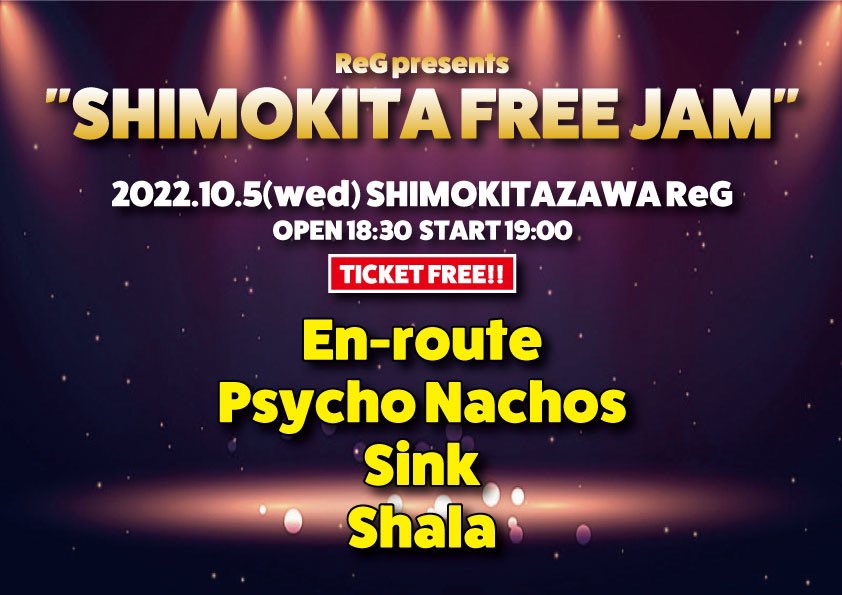 ReG presents
"SHIMOKITA FREE JAM"
2022.10.5(wed) SHIMOKITAZAWA ReG
OPEN 18:30 START 19:00
TICKET FREE!!
En-route
Psycho Nachos
Sink
Shala